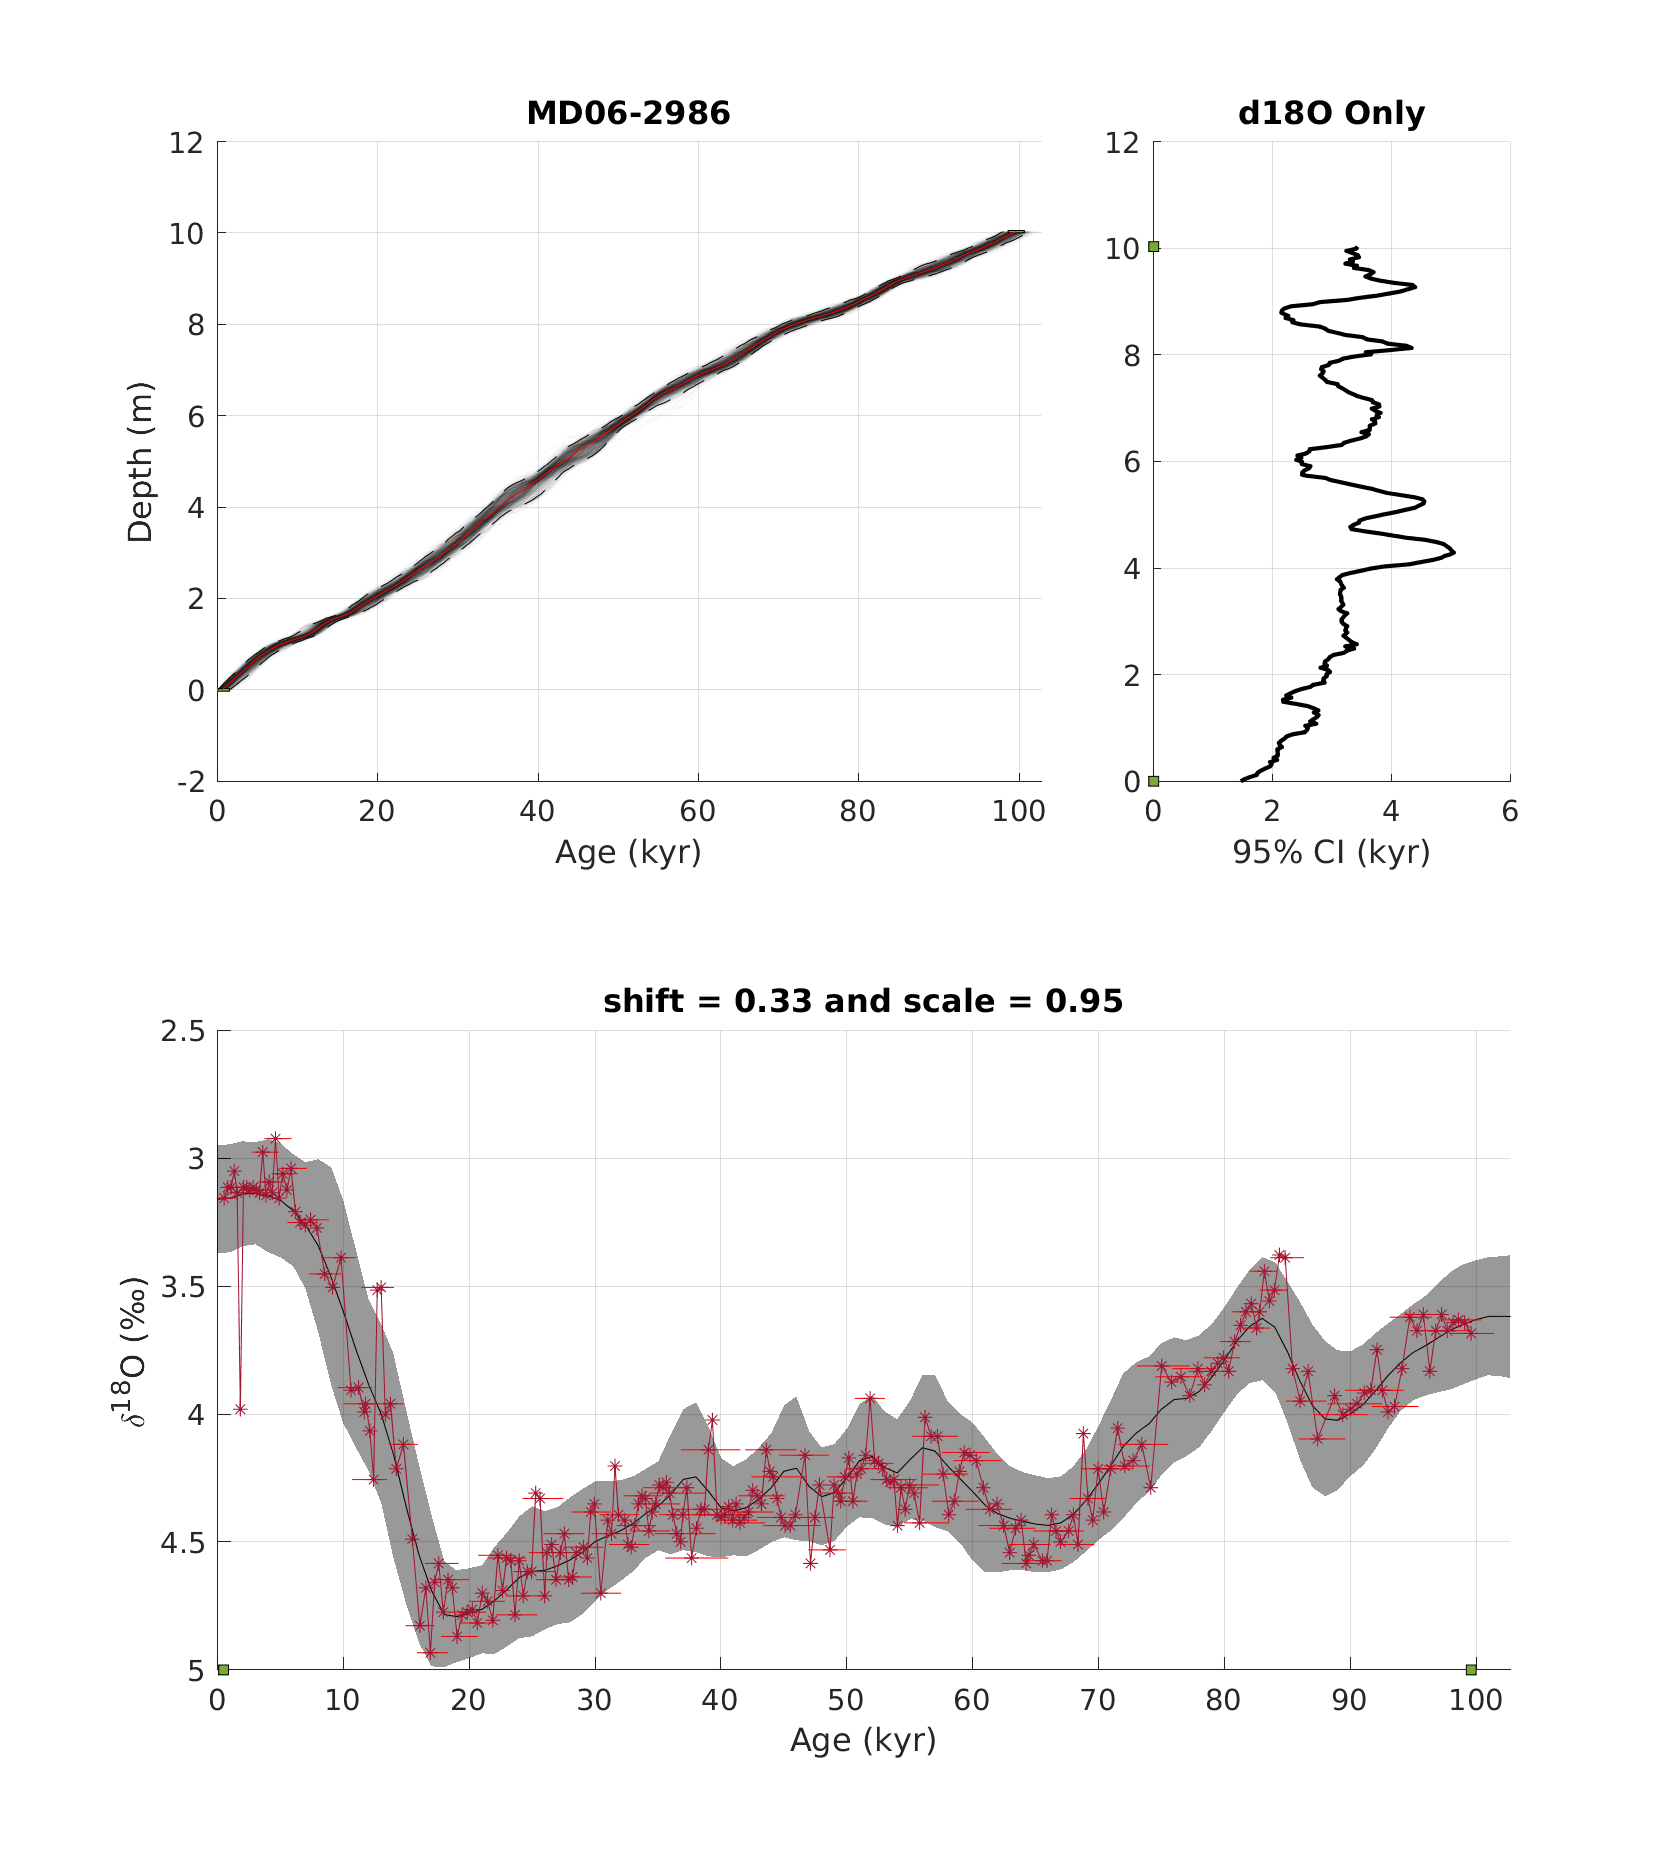 MD06-2986
12
10
8
6
4
2
0
-2
Depth (m)
0 20 40 60 80 100
Age (kyr)
d18O Only
12
10
8
6
4
2
0
0 2 4 6
95% CI (kyr)
shift = 0.33 and scale = 0.95
2.5
3
3.5
4
4.5
5
δ18O (‰)
0 10 20 30 40 50 60 70 80 90 100
Age (kyr)